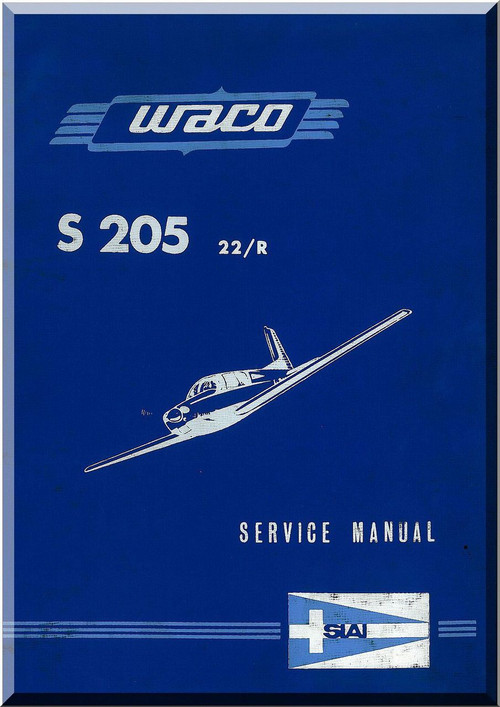 waco
S 205 22/R
SERVICE MANUAL
SIAI